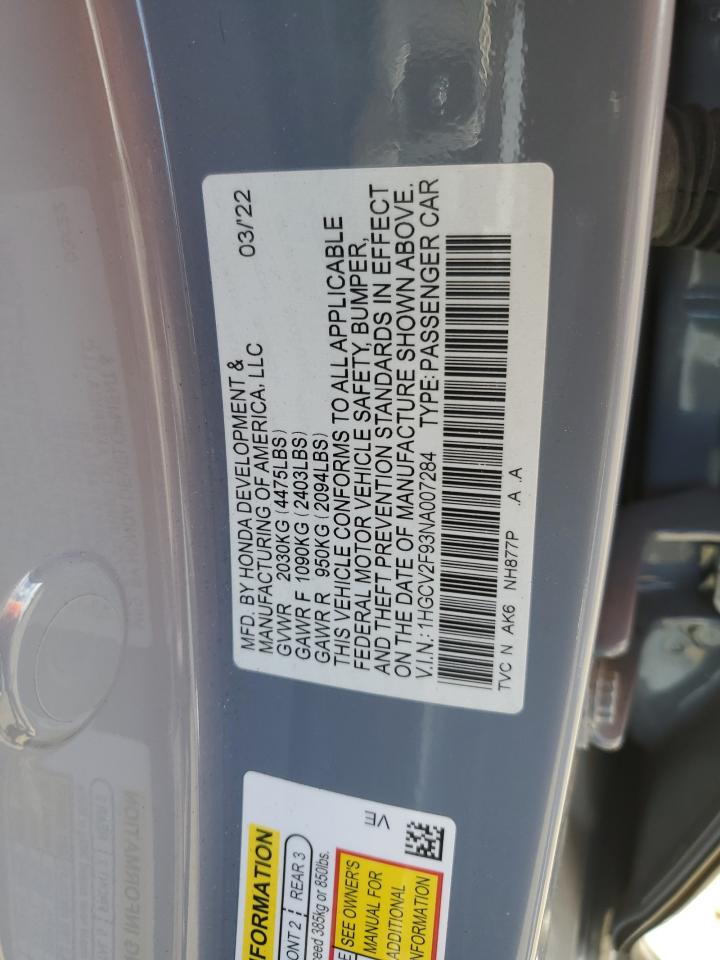 MFD. BY HONDA DEVELOPMENT &
MANUFACTURING OF AMERICA, LLC 03/'22
GVWR 2030KG (4475LBS)
GAWR F 1090KG (2403LBS)
GAWR R 950KG (2094LBS)
THIS VEHICLE CONFORMS TO ALL APPLICABLE
FEDERAL MOTOR VEHICLE SAFETY, BUMPER,
AND THEFT PREVENTION STANDARDS IN EFFECT
ON THE DATE OF MANUFACTURE SHOWN ABOVE.
V.I.N.: 1HGCV2F93NA007284 TYPE: PASSENGER CAR
TVC N AK6 NH877P .A .A
FORMATION
ONT 2 REAR 3
ceed 385kg or 850lbs.
E SEE OWNER'S
MANUAL FOR
ADDITIONAL
NFORMATION